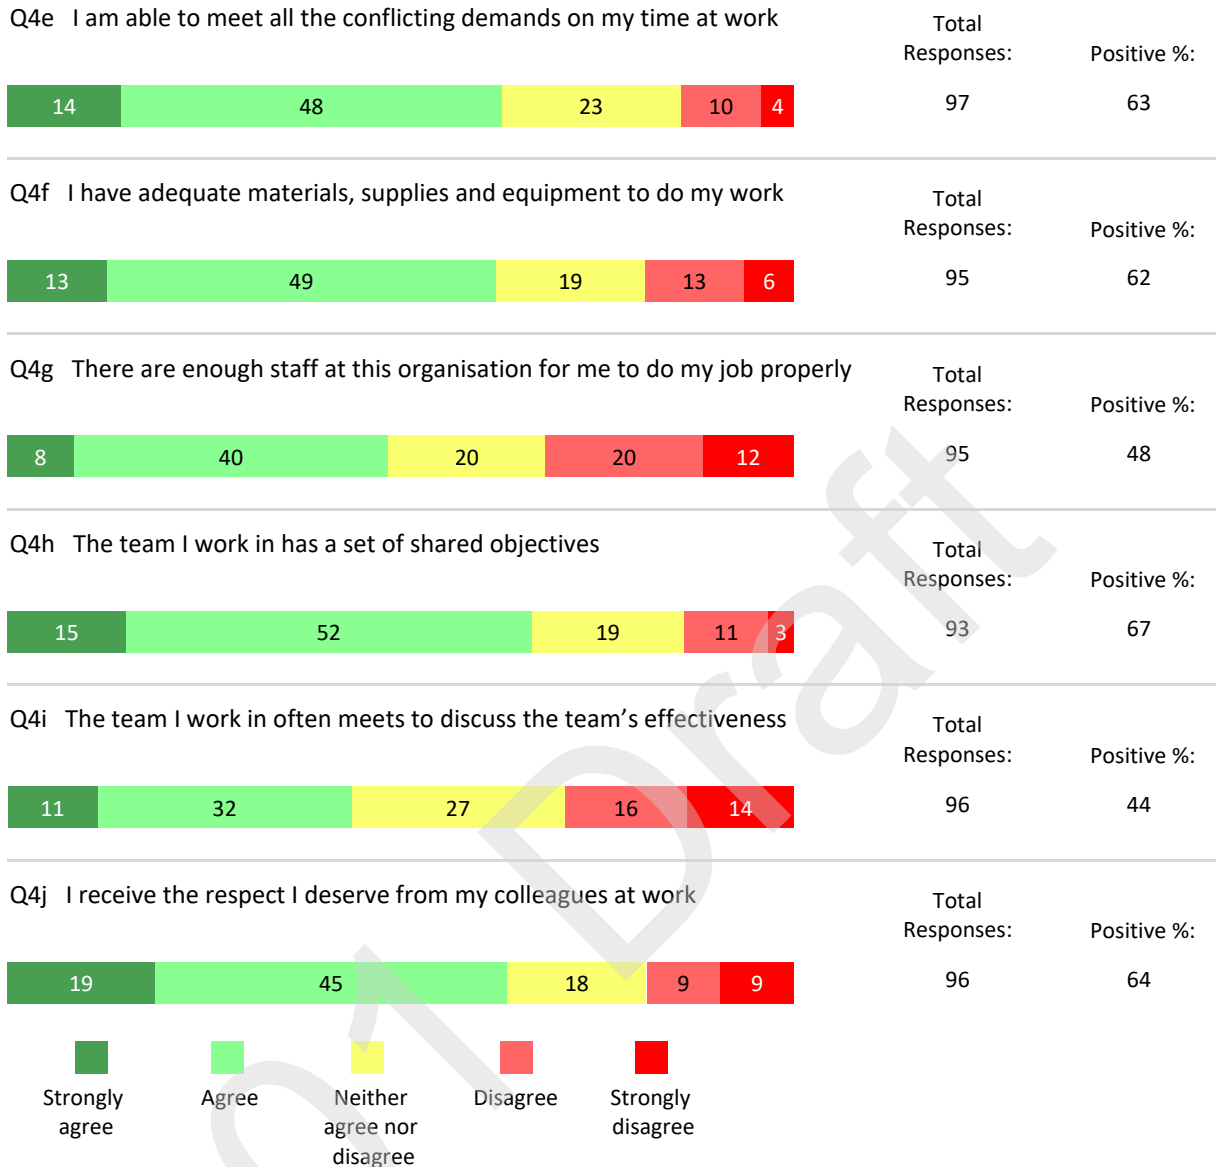 Q4e I am able to meet all the conflicting demands on my time at work
Total
Responses:
Positive %:
14 48 23 10 4
97 63
Q4f I have adequate materials, supplies and equipment to do my work
Total
Responses:
Positive %:
13 49 19 13 6
95 62
Q4g There are enough staff at this organisation for me to do my job properly
Total
Responses:
Positive %:
8 40 20 20 12
95 48
Q4h The team I work in has a set of shared objectives
Total
Responses:
Positive %:
15 52 19 11 3
93 67
Q4i The team I work in often meets to discuss the team’s effectiveness
Total
Responses:
Positive %:
11 32 27 16 14
96 44
Q4j I receive the respect I deserve from my colleagues at work
Total
Responses:
Positive %:
19 45 18 9 9
96 64
Strongly
agree
Agree
Neither
agree nor
disagree
Disagree
Strongly
disagree
1 Draft